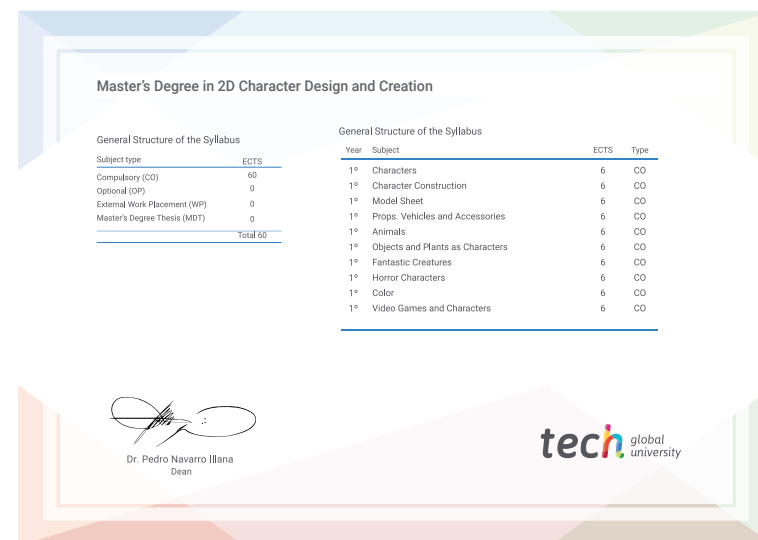 Master's Degree in 2D Character Design and Creation
General Structure of the Syllabus
Subject type ECTS
Compulsory (CO) 60
Optional (OP) 0
External Work Placement (WP) 0
Master's Degree Thesis (MDT) 0
Total 60
General Structure of the Syllabus
Year Subject ECTS Type
1º Characters 6 CO
1º Character Construction 6 CO
1º Model Sheet 6 CO
1º Props. Vehicles and Accessories 6 CO
1º Animals 6 CO
1º Objects and Plants as Characters 6 CO
1º Fantastic Creatures 6 CO
1º Horror Characters 6 CO
1º Color 6 CO
1º Video Games and Characters 6 CO
Dr. Pedro Navarro Illana
Dean
tech global
university